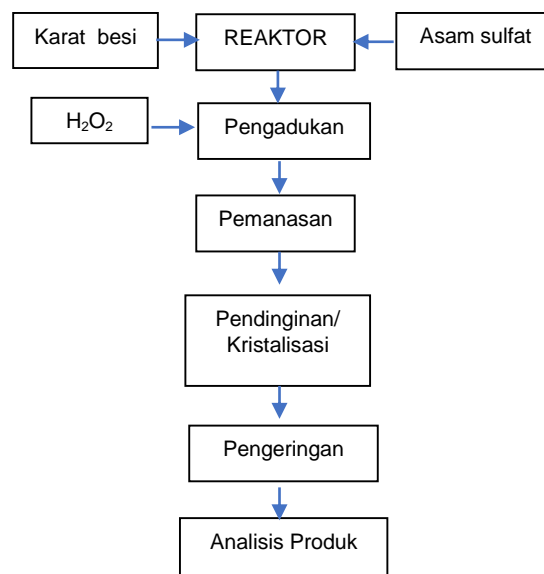 Karat besi
REAKTOR
Asam sulfat
H₂O₂
Pengadukan
Pemanasan
Pendinginan/
Kristalisasi
Pengeringan
Analisis Produk